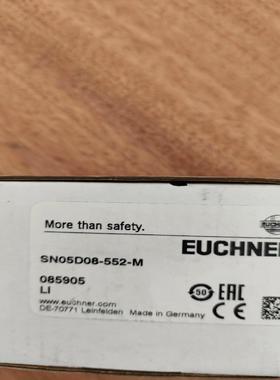 More than safety.
EUCHNER
SN05D08-552-M
085905
LI
www.euchner.com
DE-70771 Leinfelden Made in Germany
50
EAC
CE